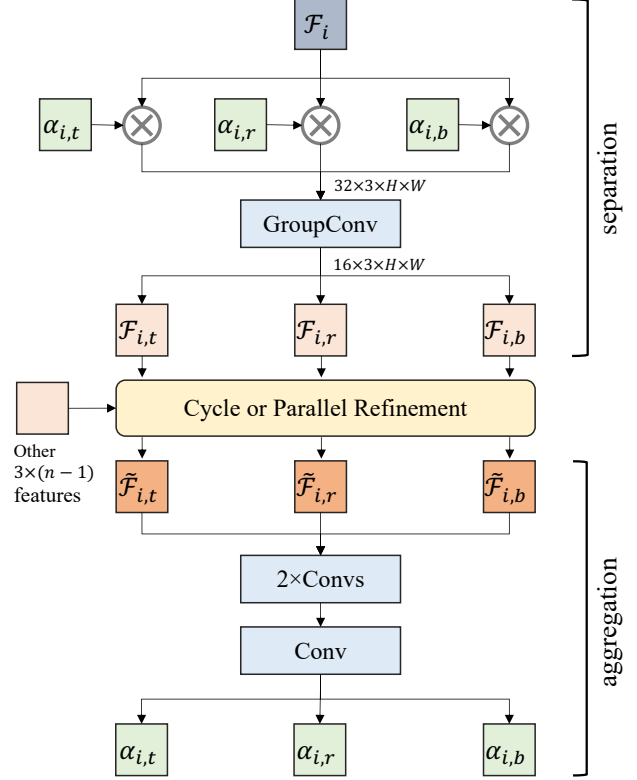 ℱ_i
α_{i,t}
α_{i,r}
α_{i,b}
32×3×H×W
GroupConv
16×3×H×W
ℱ_{i,t}
ℱ_{i,r}
ℱ_{i,b}
separation
Cycle or Parallel Refinement
Other
3×(n − 1)
features
ℱ̃_{i,t}
ℱ̃_{i,r}
ℱ̃_{i,b}
2×Convs
Conv
aggregation
α_{i,t}
α_{i,r}
α_{i,b}